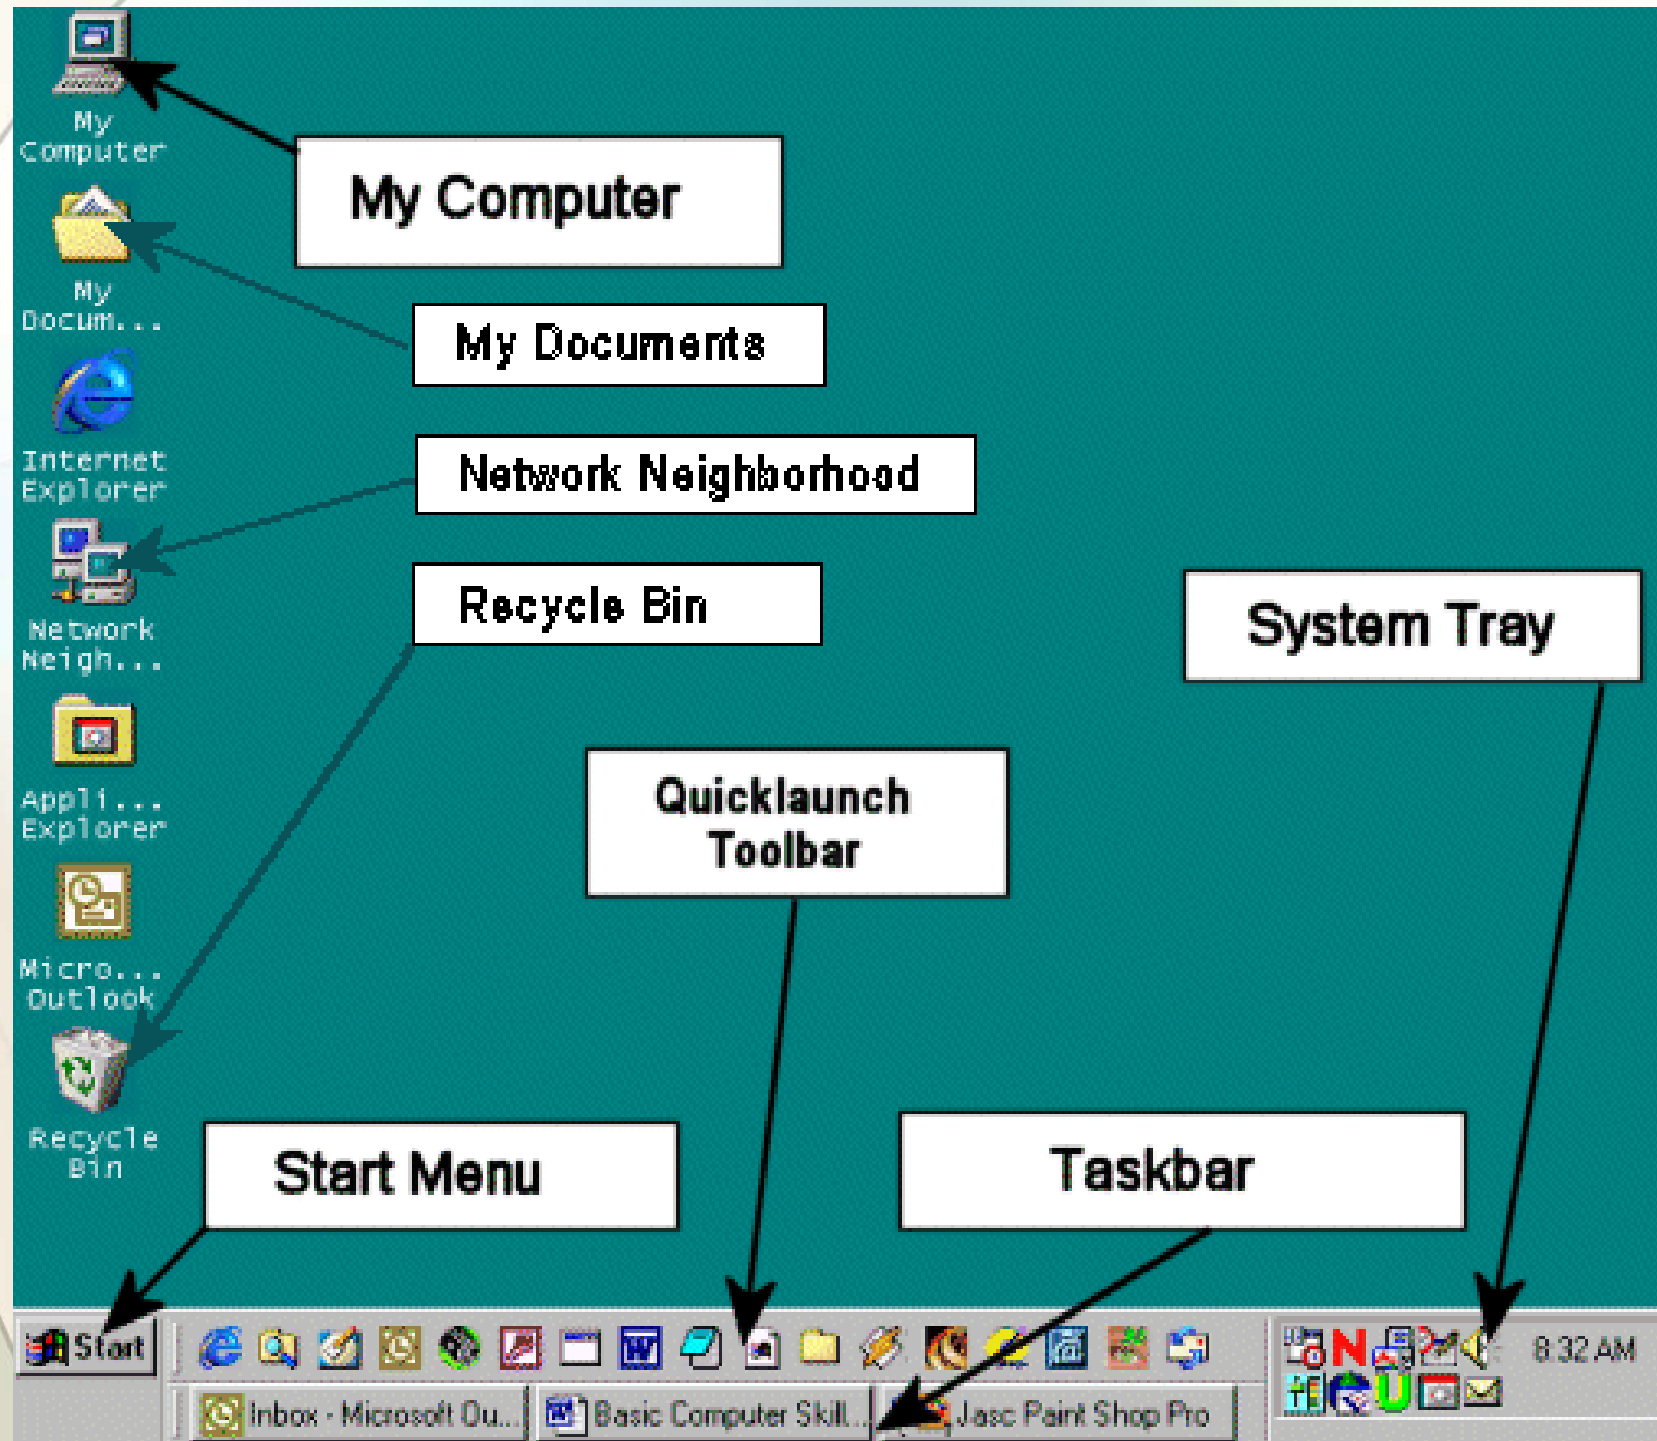 My
Computer
My Computer
My
Docum...
My Documents
Internet
Explorer
Network Neighborhood
Network
Neigh...
Recycle Bin
System Tray
Appli...
Explorer
Quicklaunch
Toolbar
Micro...
Outlook
Recycle
Bin
Start Menu
Taskbar
Start
8:32 AM
Inbox - Microsoft Ou...
Basic Computer Skill...
Jasc Paint Shop Pro